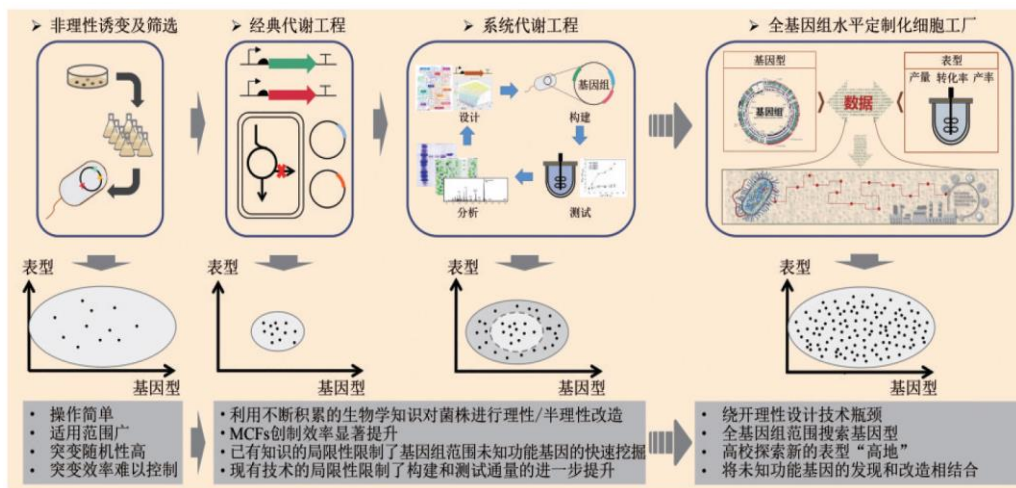 ➤ 非理性诱变及筛选
➤ 经典代谢工程
➤ 系统代谢工程
➤ 全基因组水平定制化细胞工厂
设计
基因组
构建
分析
测试
基因型
基因组
数据
表型
产量 转化率 产率
表型
基因型
表型
基因型
表型
基因型
表型
基因型
• 操作简单
• 适用范围广
• 突变随机性高
• 突变效率难以控制
• 利用不断积累的生物学知识对菌株进行理性/半理性改造
• MCFs创制效率显著提升
• 已有知识的局限性限制了基因组范围未知功能基因的快速挖掘
• 现有技术的局限性限制了构建和测试通量的进一步提升
• 绕开理性设计技术瓶颈
• 全基因组范围搜索基因型
• 高校探索新的表型“高地”
• 将未知功能基因的发现和改造相结合